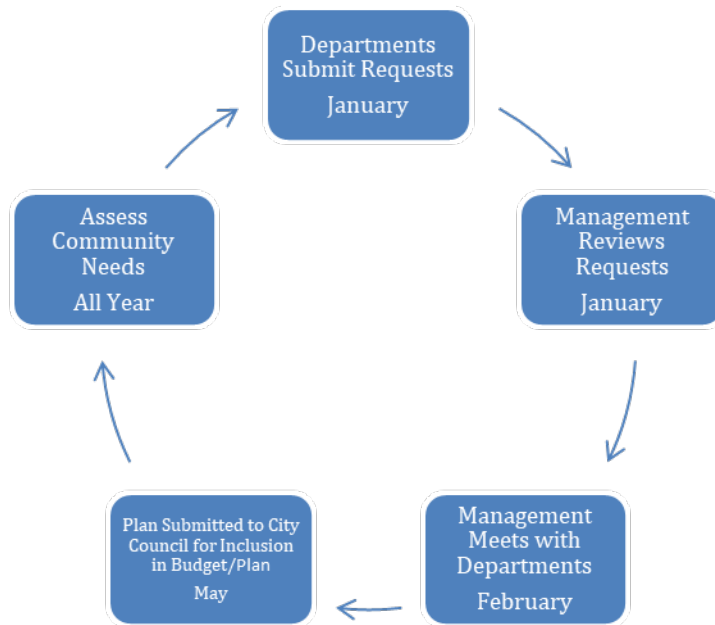 Departments
Submit Requests
January
Management
Reviews
Requests
January
Management
Meets with
Departments
February
Plan Submitted to City
Council for Inclusion
in Budget/Plan
May
Assess
Community
Needs
All Year